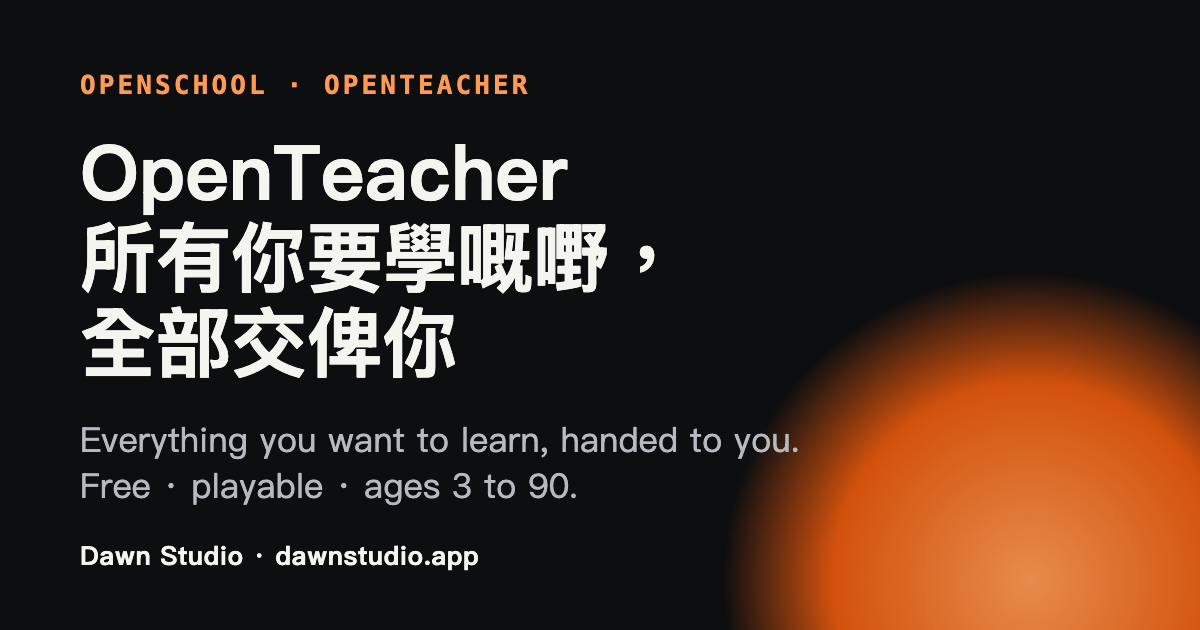 OPENSCHOOL · OPENTEACHER
OpenTeacher
所有你要學嘅嘢，
全部交俾你
Everything you want to learn, handed to you.
Free · playable · ages 3 to 90.
Dawn Studio · dawnstudio.app